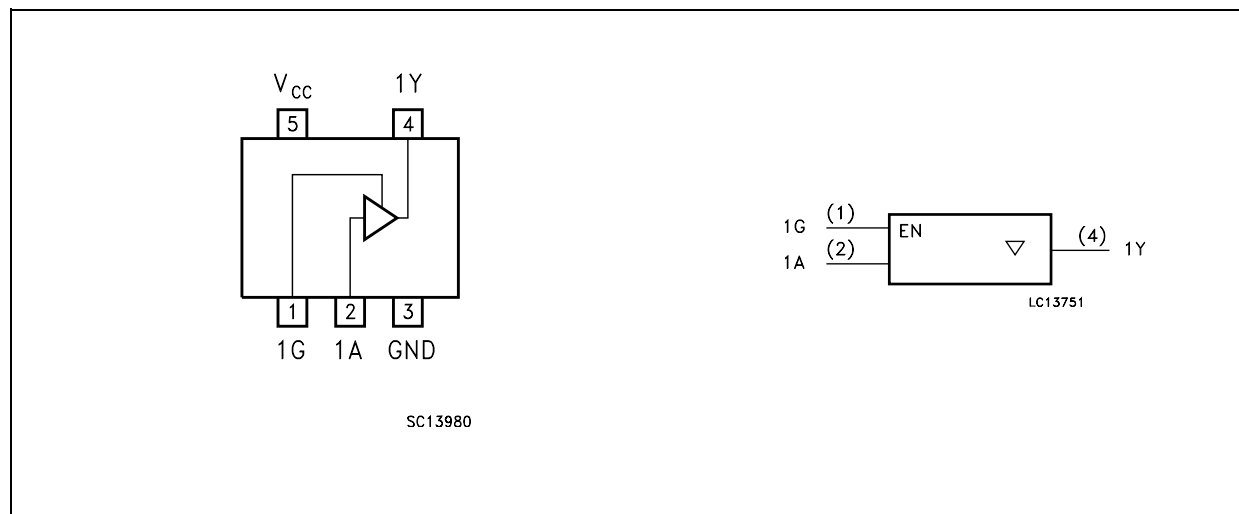 VCC 1Y
5 4
1 2 3
1G 1A GND
SC13980
1G (1) EN
1A (2)
(4) 1Y
LC13751